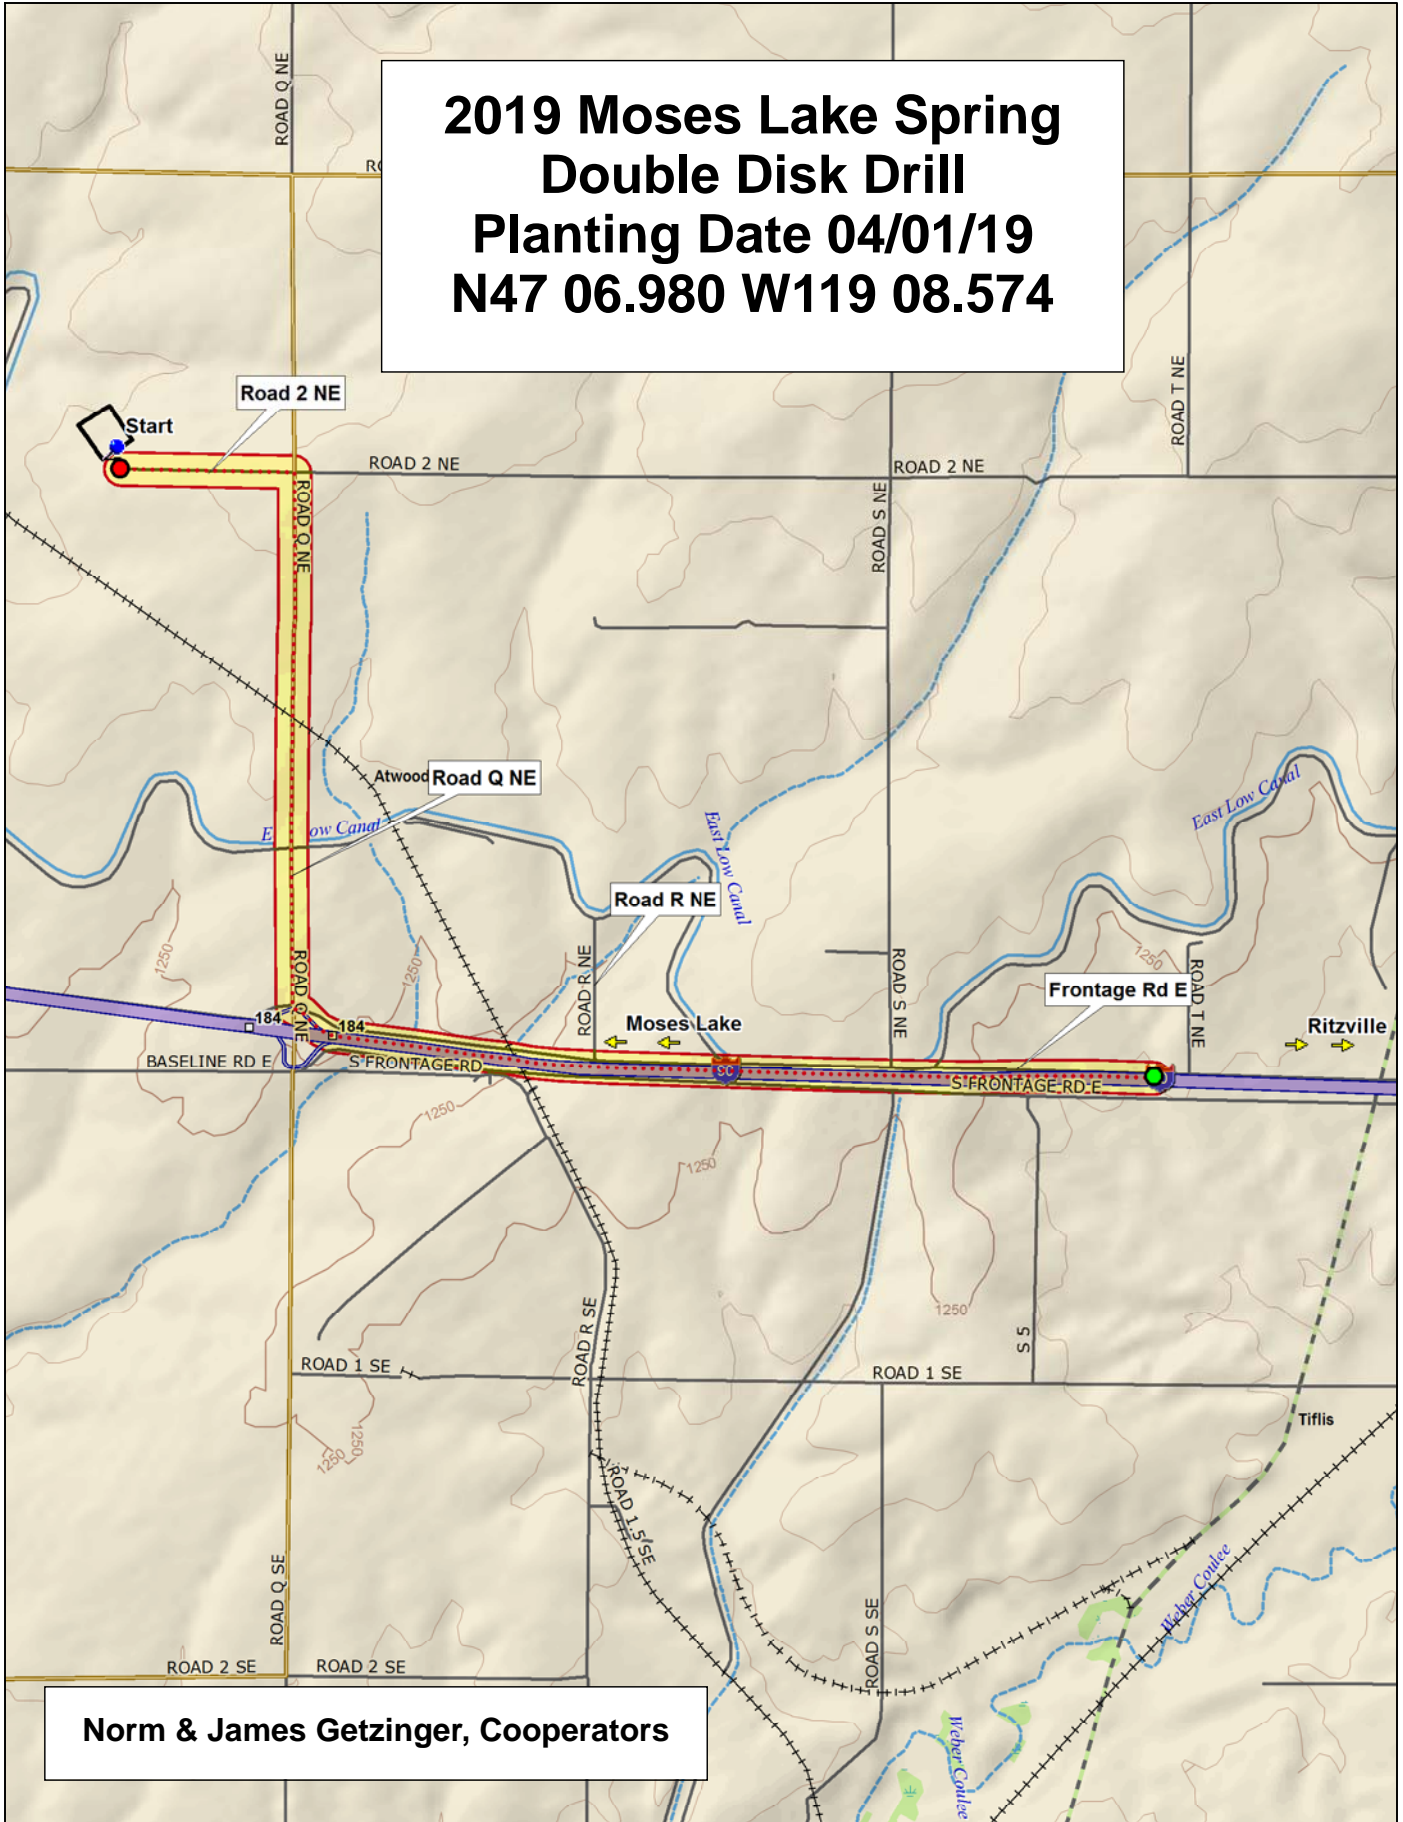 ROAD Q NE
2019 Moses Lake Spring
Double Disk Drill
Planting Date 04/01/19
N47 06.980 W119 08.574
ROAD T NE
Road 2 NE
Start
ROAD 2 NE
ROAD 2 NE
ROAD Q NE
ROAD S NE
Atwood
Road Q NE
East Low Canal
Low Canal
East Low Canal
Road R NE
1250
1250
1250
ROAD Q NE
ROAD R NE
ROAD S NE
ROAD T NE
Frontage Rd E
184
184
Moses Lake
Ritzville
BASELINE RD E
S FRONTAGE RD
S FRONTAGE RD E
1250
1250
1250
ROAD R SE
S 5
ROAD 1 SE
ROAD 1 SE
Tiflis
1250
1250
ROAD 1.5 SE
ROAD Q SE
ROAD S SE
Weber Coulee
ROAD 2 SE
ROAD 2 SE
Weber Coulee
Norm & James Getzinger, Cooperators